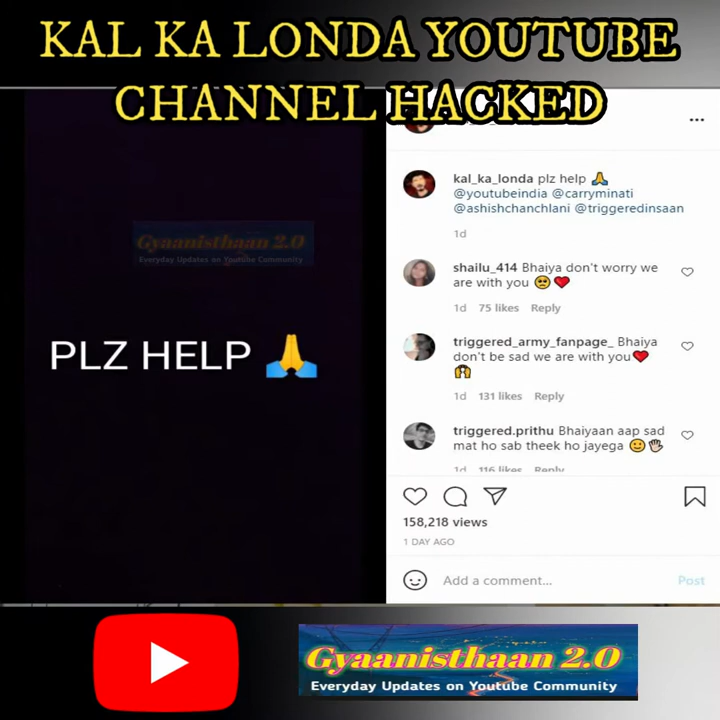 KAL KA LONDA YOUTUBE
CHANNEL HACKED
Gyaanisthaan 2.0
Everyday Updates on Youtube Community
PLZ HELP 🙏
kal_ka_londa plz help 🙏
@youtubeindia @carryminati
@ashishchanchlani @triggeredinsaan
1d
shailu_414 Bhaiya don't worry we
are with you 🥺❤️
1d 75 likes Reply
triggered_army_fanpage_ Bhaiya
don't be sad we are with you❤️
🙌
1d 131 likes Reply
triggered.prithu Bhaiyaan aap sad
mat ho sab theek ho jayega 🙂👋🏻
1d 116 likes Reply
158,218 views
1 DAY AGO
Add a comment...
Post
Gyaanisthaan 2.0
Everyday Updates on Youtube Community